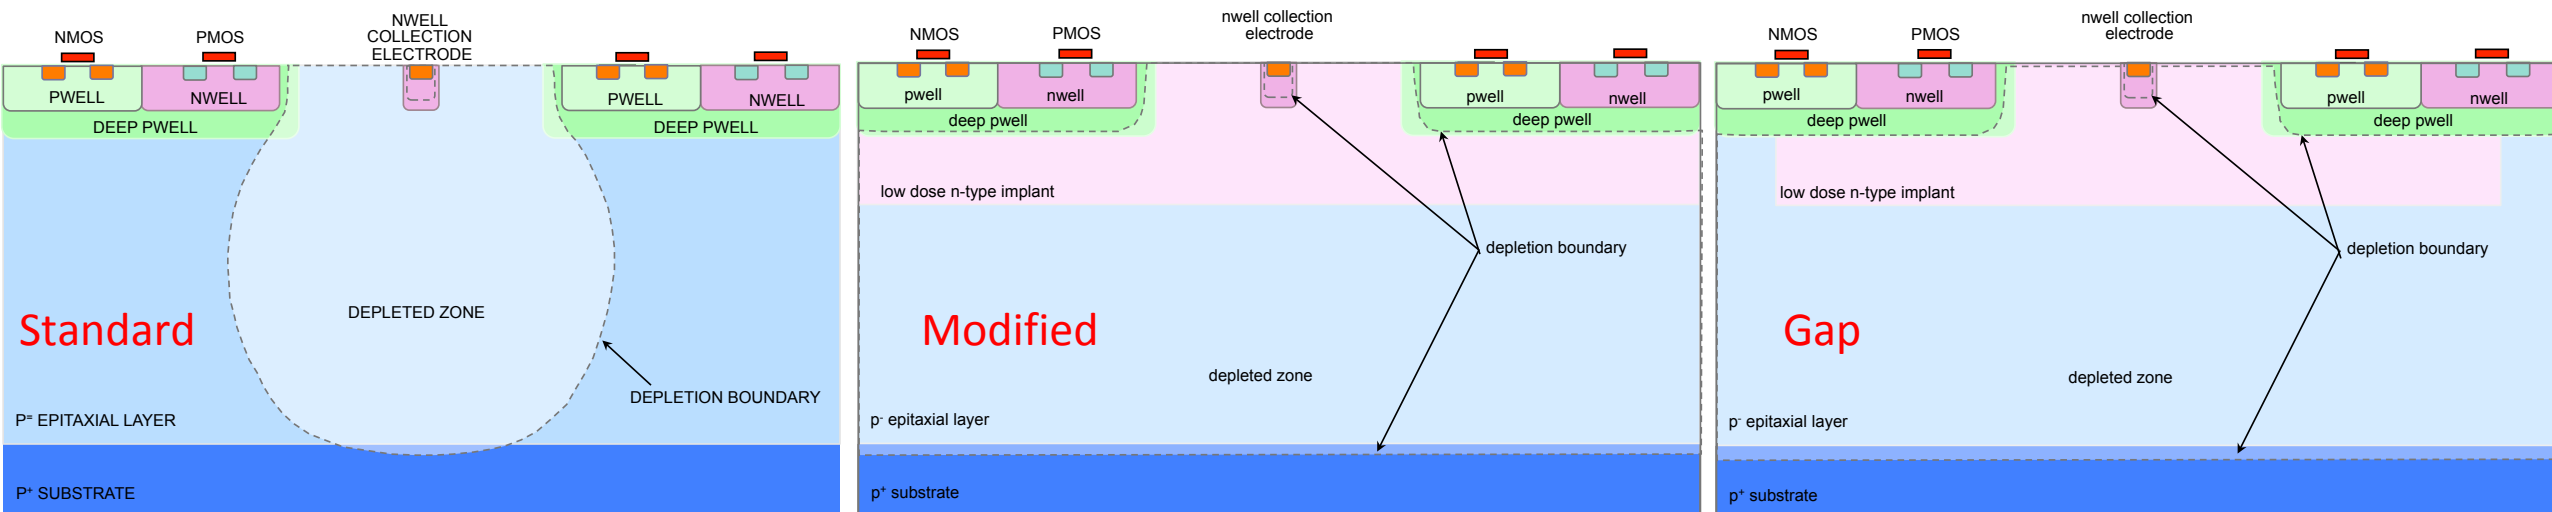 NMOS
PMOS
NWELL
COLLECTION
ELECTRODE
PWELL
NWELL
PWELL
NWELL
DEEP PWELL
DEEP PWELL
DEPLETED ZONE
Standard
DEPLETION BOUNDARY
P⁼ EPITAXIAL LAYER
P⁺ SUBSTRATE
NMOS
PMOS
nwell collection
electrode
pwell
nwell
pwell
nwell
deep pwell
deep pwell
low dose n-type implant
depletion boundary
Modified
depleted zone
p⁻ epitaxial layer
p⁺ substrate
NMOS
PMOS
nwell collection
electrode
pwell
nwell
pwell
nwell
deep pwell
deep pwell
low dose n-type implant
depletion boundary
Gap
depleted zone
p⁻ epitaxial layer
p⁺ substrate